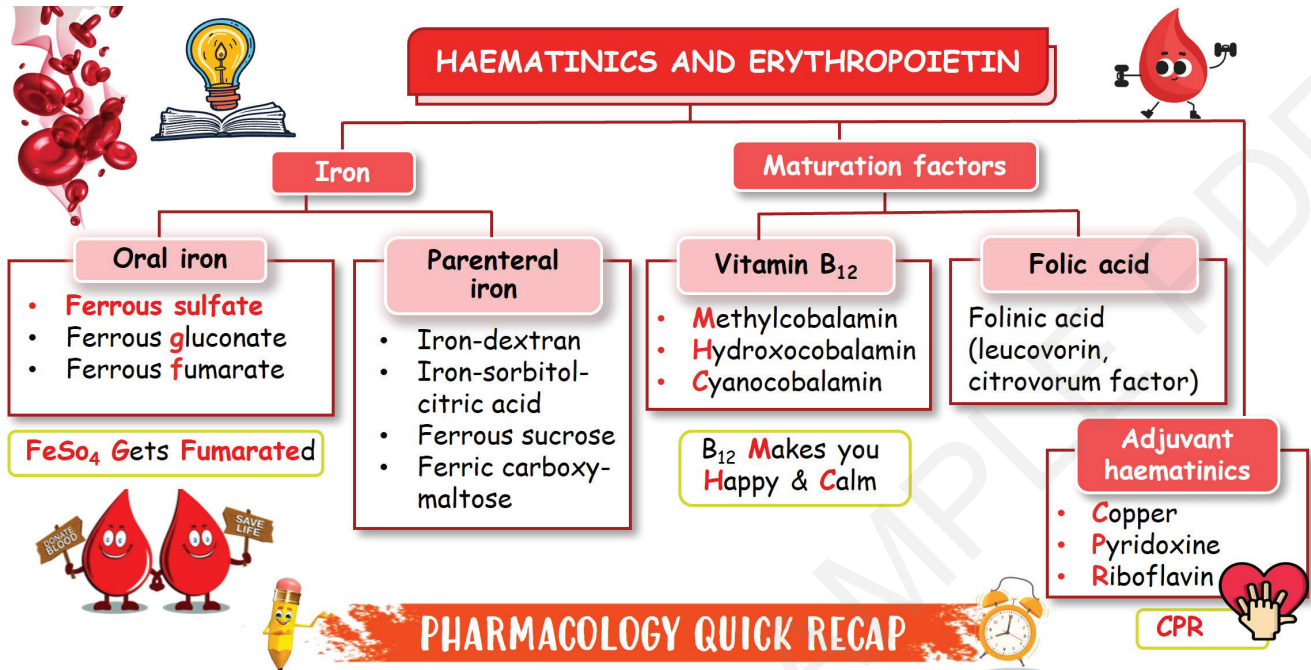 HAEMATINICS AND ERYTHROPOIETIN
Iron
Maturation factors
Oral iron
• Ferrous sulfate
• Ferrous gluconate
• Ferrous fumarate
FeSo₄ Gets Fumarated
Parenteral
iron
• Iron-dextran
• Iron-sorbitol-
citric acid
• Ferrous sucrose
• Ferric carboxy-
maltose
Vitamin B₁₂
• Methylcobalamin
• Hydroxocobalamin
• Cyanocobalamin
B₁₂ Makes you
Happy & Calm
Folic acid
Folinic acid
(leucovorin,
citrovorum factor)
Adjuvant
haematinics
• Copper
• Pyridoxine
• Riboflavin
CPR
DONATE
BLOOD
SAVE
LIFE
PHARMACOLOGY QUICK RECAP
AMPLE PDF